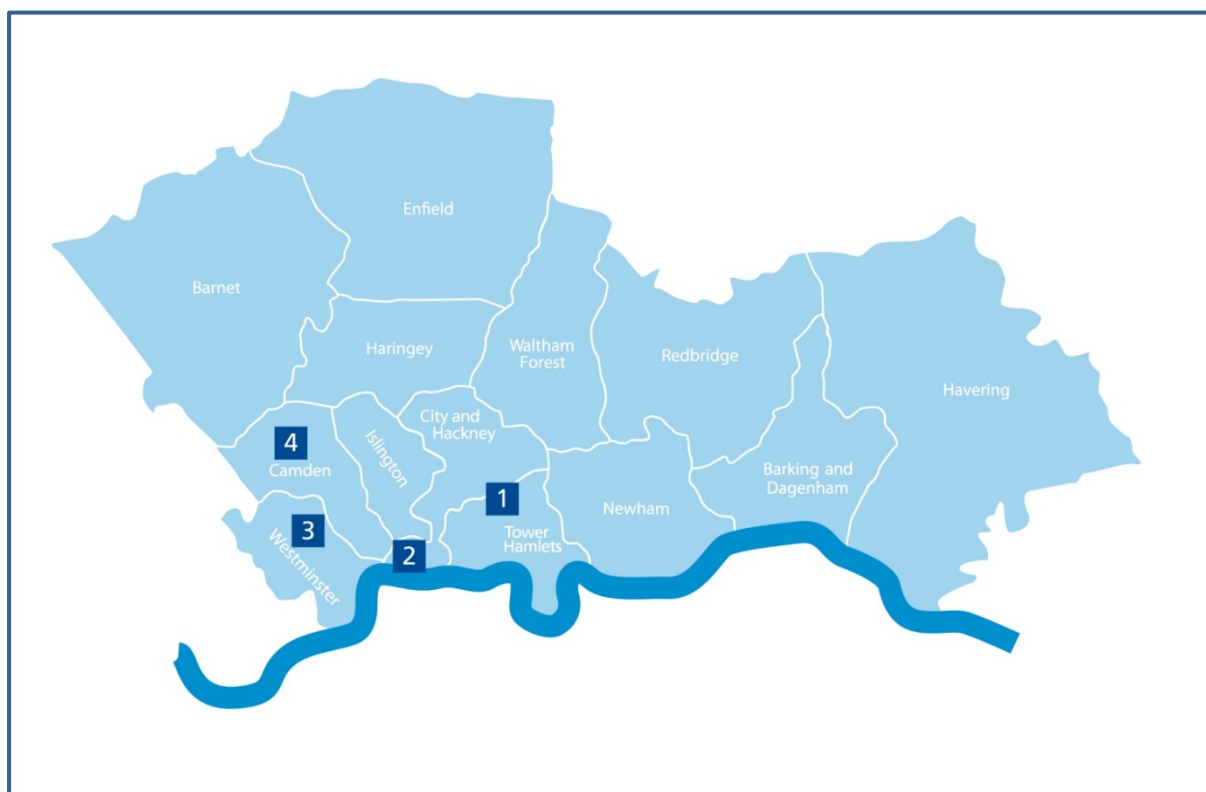 Enfield
Barnet
Haringey
Waltham
Forest
Redbridge
Havering
City and
Hackney
4
Camden
Islington
Barking and
Dagenham
1
Newham
3
Westminster
2
Tower
Hamlets